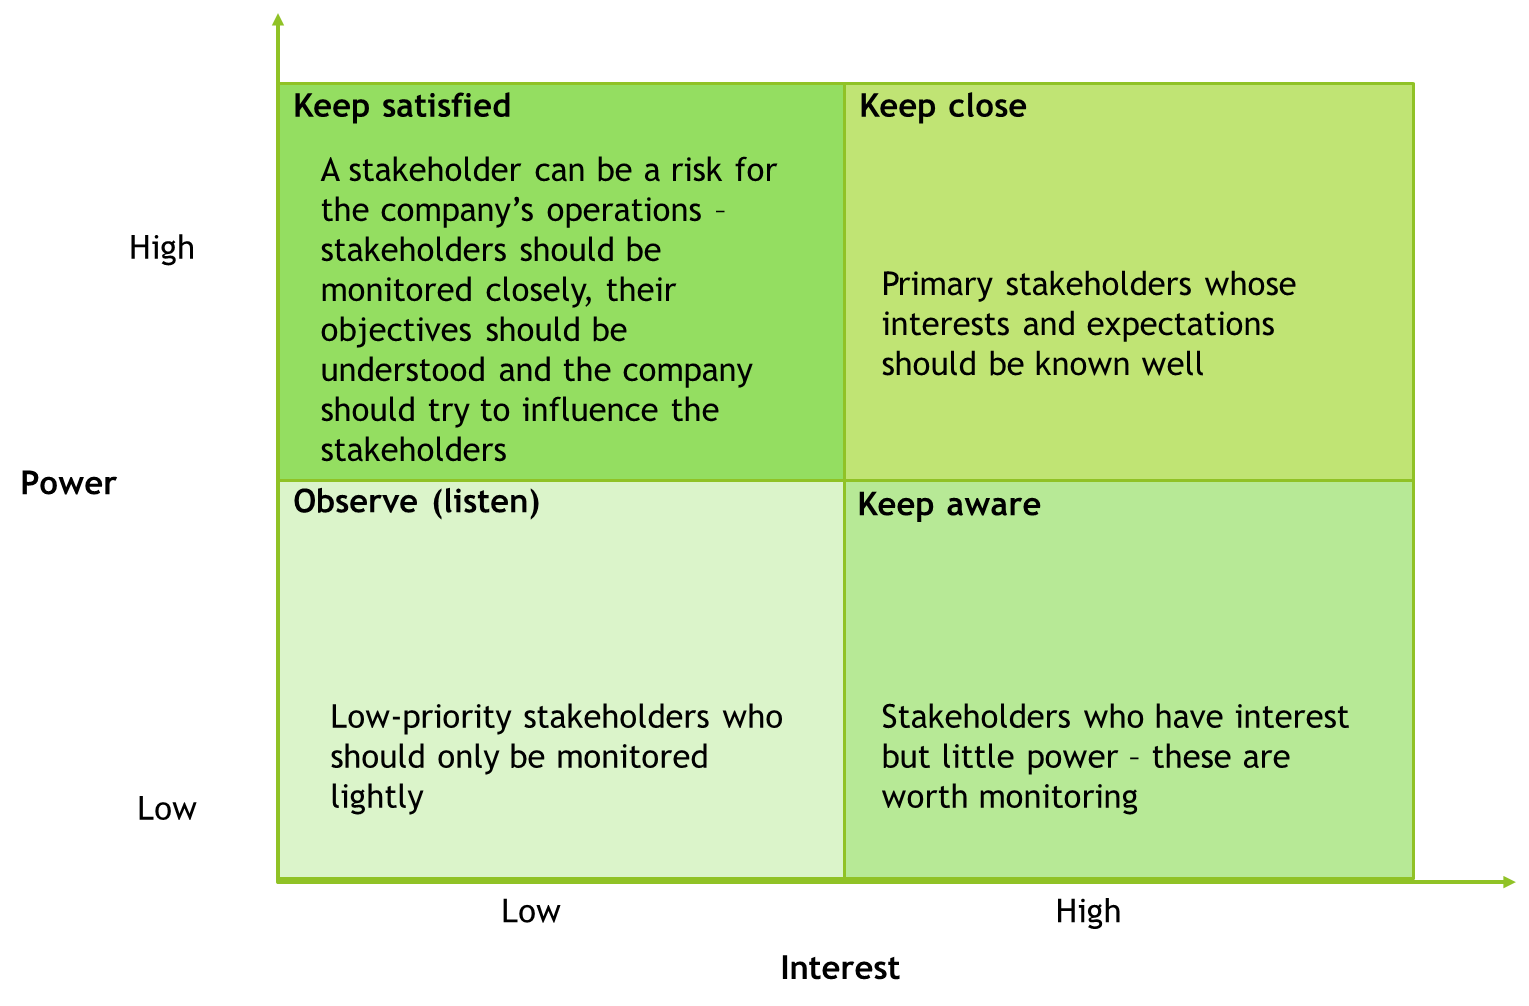 Keep satisfied
A stakeholder can be a risk for
the company’s operations –
stakeholders should be
monitored closely, their
objectives should be
understood and the company
should try to influence the
stakeholders
Keep close
Primary stakeholders whose
interests and expectations
should be known well
High
Power
Observe (listen)
Low-priority stakeholders who
should only be monitored
lightly
Keep aware
Stakeholders who have interest
but little power – these are
worth monitoring
Low
Low
High
Interest